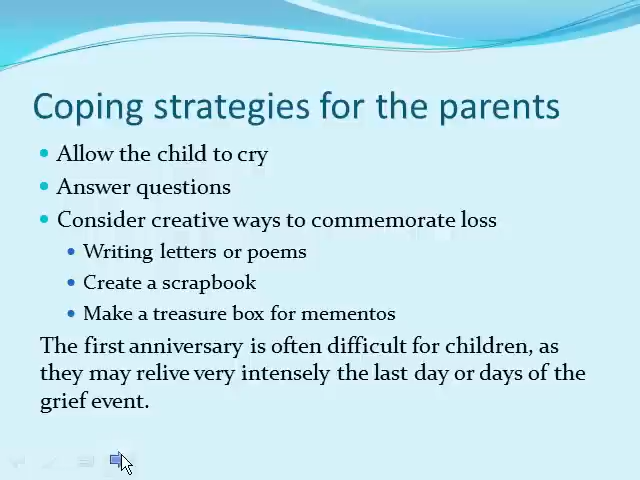 Coping strategies for the parents
Allow the child to cry
Answer questions
Consider creative ways to commemorate loss
Writing letters or poems
Create a scrapbook
Make a treasure box for mementos
The first anniversary is often difficult for children, as
they may relive very intensely the last day or days of the
grief event.